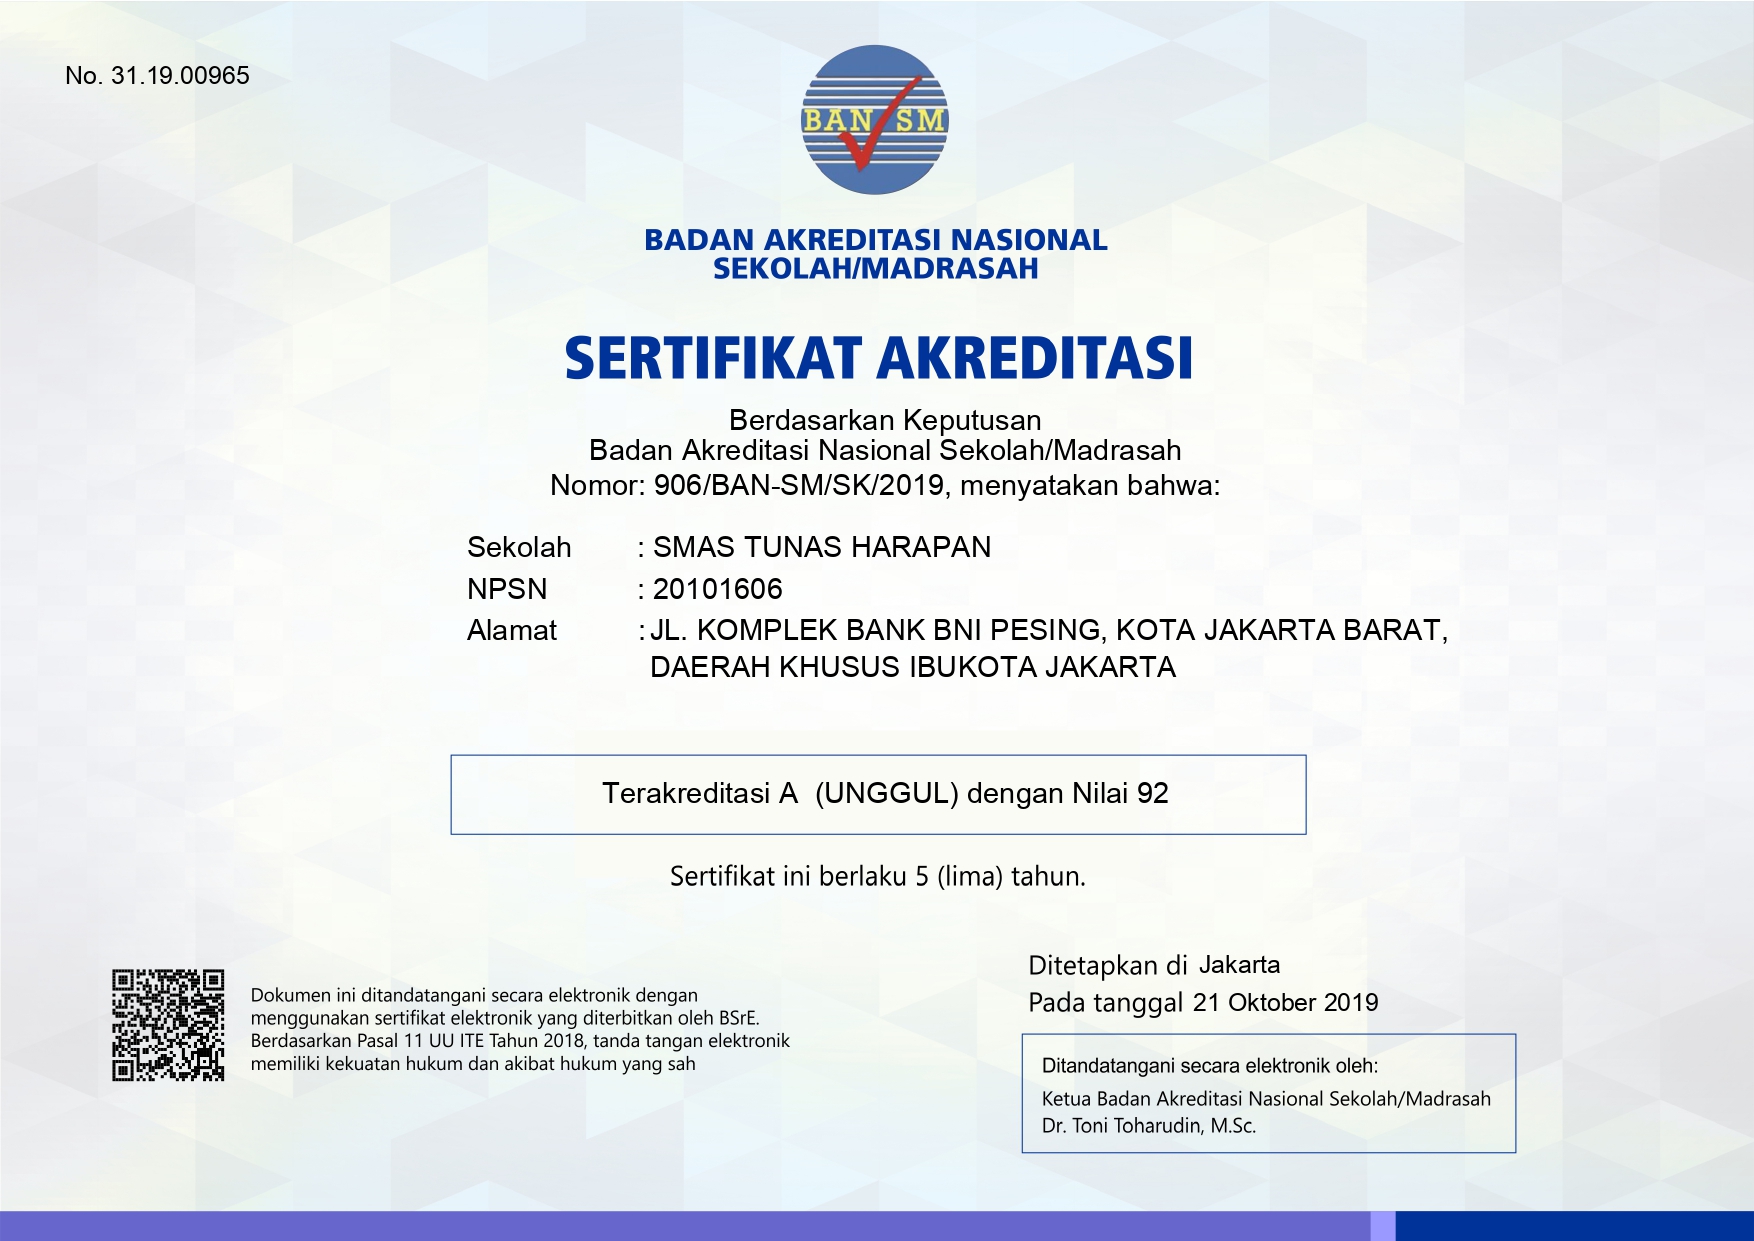 No. 31.19.00965
BAN SM
BADAN AKREDITASI NASIONAL
SEKOLAH/MADRASAH
SERTIFIKAT AKREDITASI
Berdasarkan Keputusan
Badan Akreditasi Nasional Sekolah/Madrasah
Nomor: 906/BAN-SM/SK/2019, menyatakan bahwa:
Sekolah : SMAS TUNAS HARAPAN
NPSN : 20101606
Alamat : JL. KOMPLEK BANK BNI PESING, KOTA JAKARTA BARAT,
DAERAH KHUSUS IBUKOTA JAKARTA
Terakreditasi A (UNGGUL) dengan Nilai 92
Sertifikat ini berlaku 5 (lima) tahun.
Ditetapkan di Jakarta
Pada tanggal 21 Oktober 2019
Dokumen ini ditandatangani secara elektronik dengan
menggunakan sertifikat elektronik yang diterbitkan oleh BSrE.
Berdasarkan Pasal 11 UU ITE Tahun 2018, tanda tangan elektronik
memiliki kekuatan hukum dan akibat hukum yang sah
Ditandatangani secara elektronik oleh:
Ketua Badan Akreditasi Nasional Sekolah/Madrasah
Dr. Toni Toharudin, M.Sc.